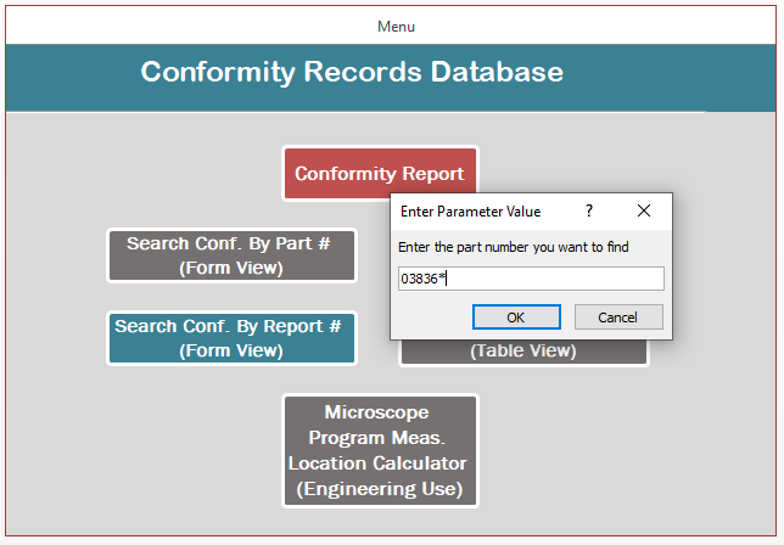 Menu
Conformity Records Database
Conformity Report
Enter Parameter Value
?
Enter the part number you want to find
03836*
OK
Cancel
Search Conf. By Part #
(Form View)
Search Conf. By Report #
(Form View)
(Table View)
Microscope
Program Meas.
Location Calculator
(Engineering Use)